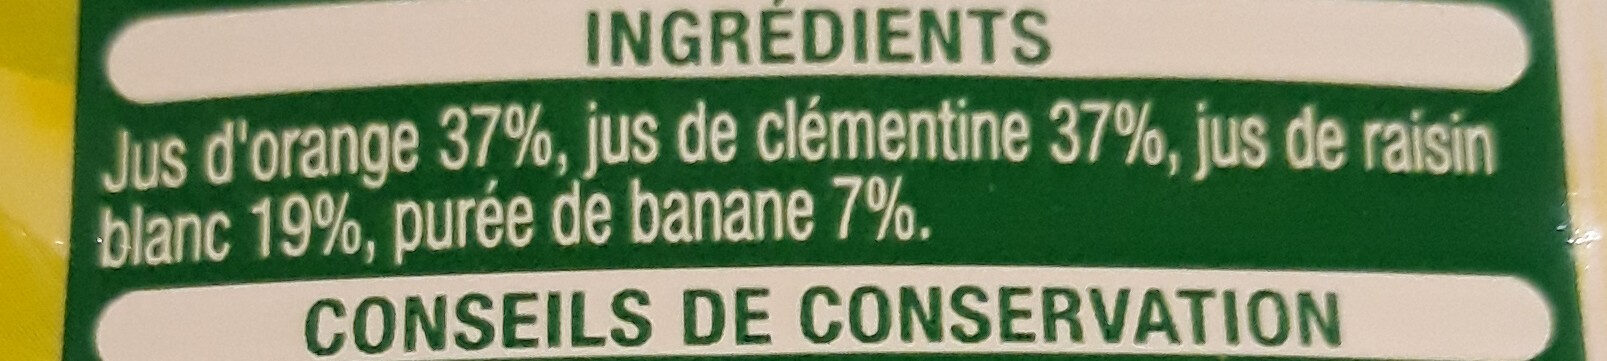 INGRÉDIENTS
Jus d'orange 37%, jus de clémentine 37%, jus de raisin
blanc 19%, purée de banane 7%.
CONSEILS DE CONSERVATION